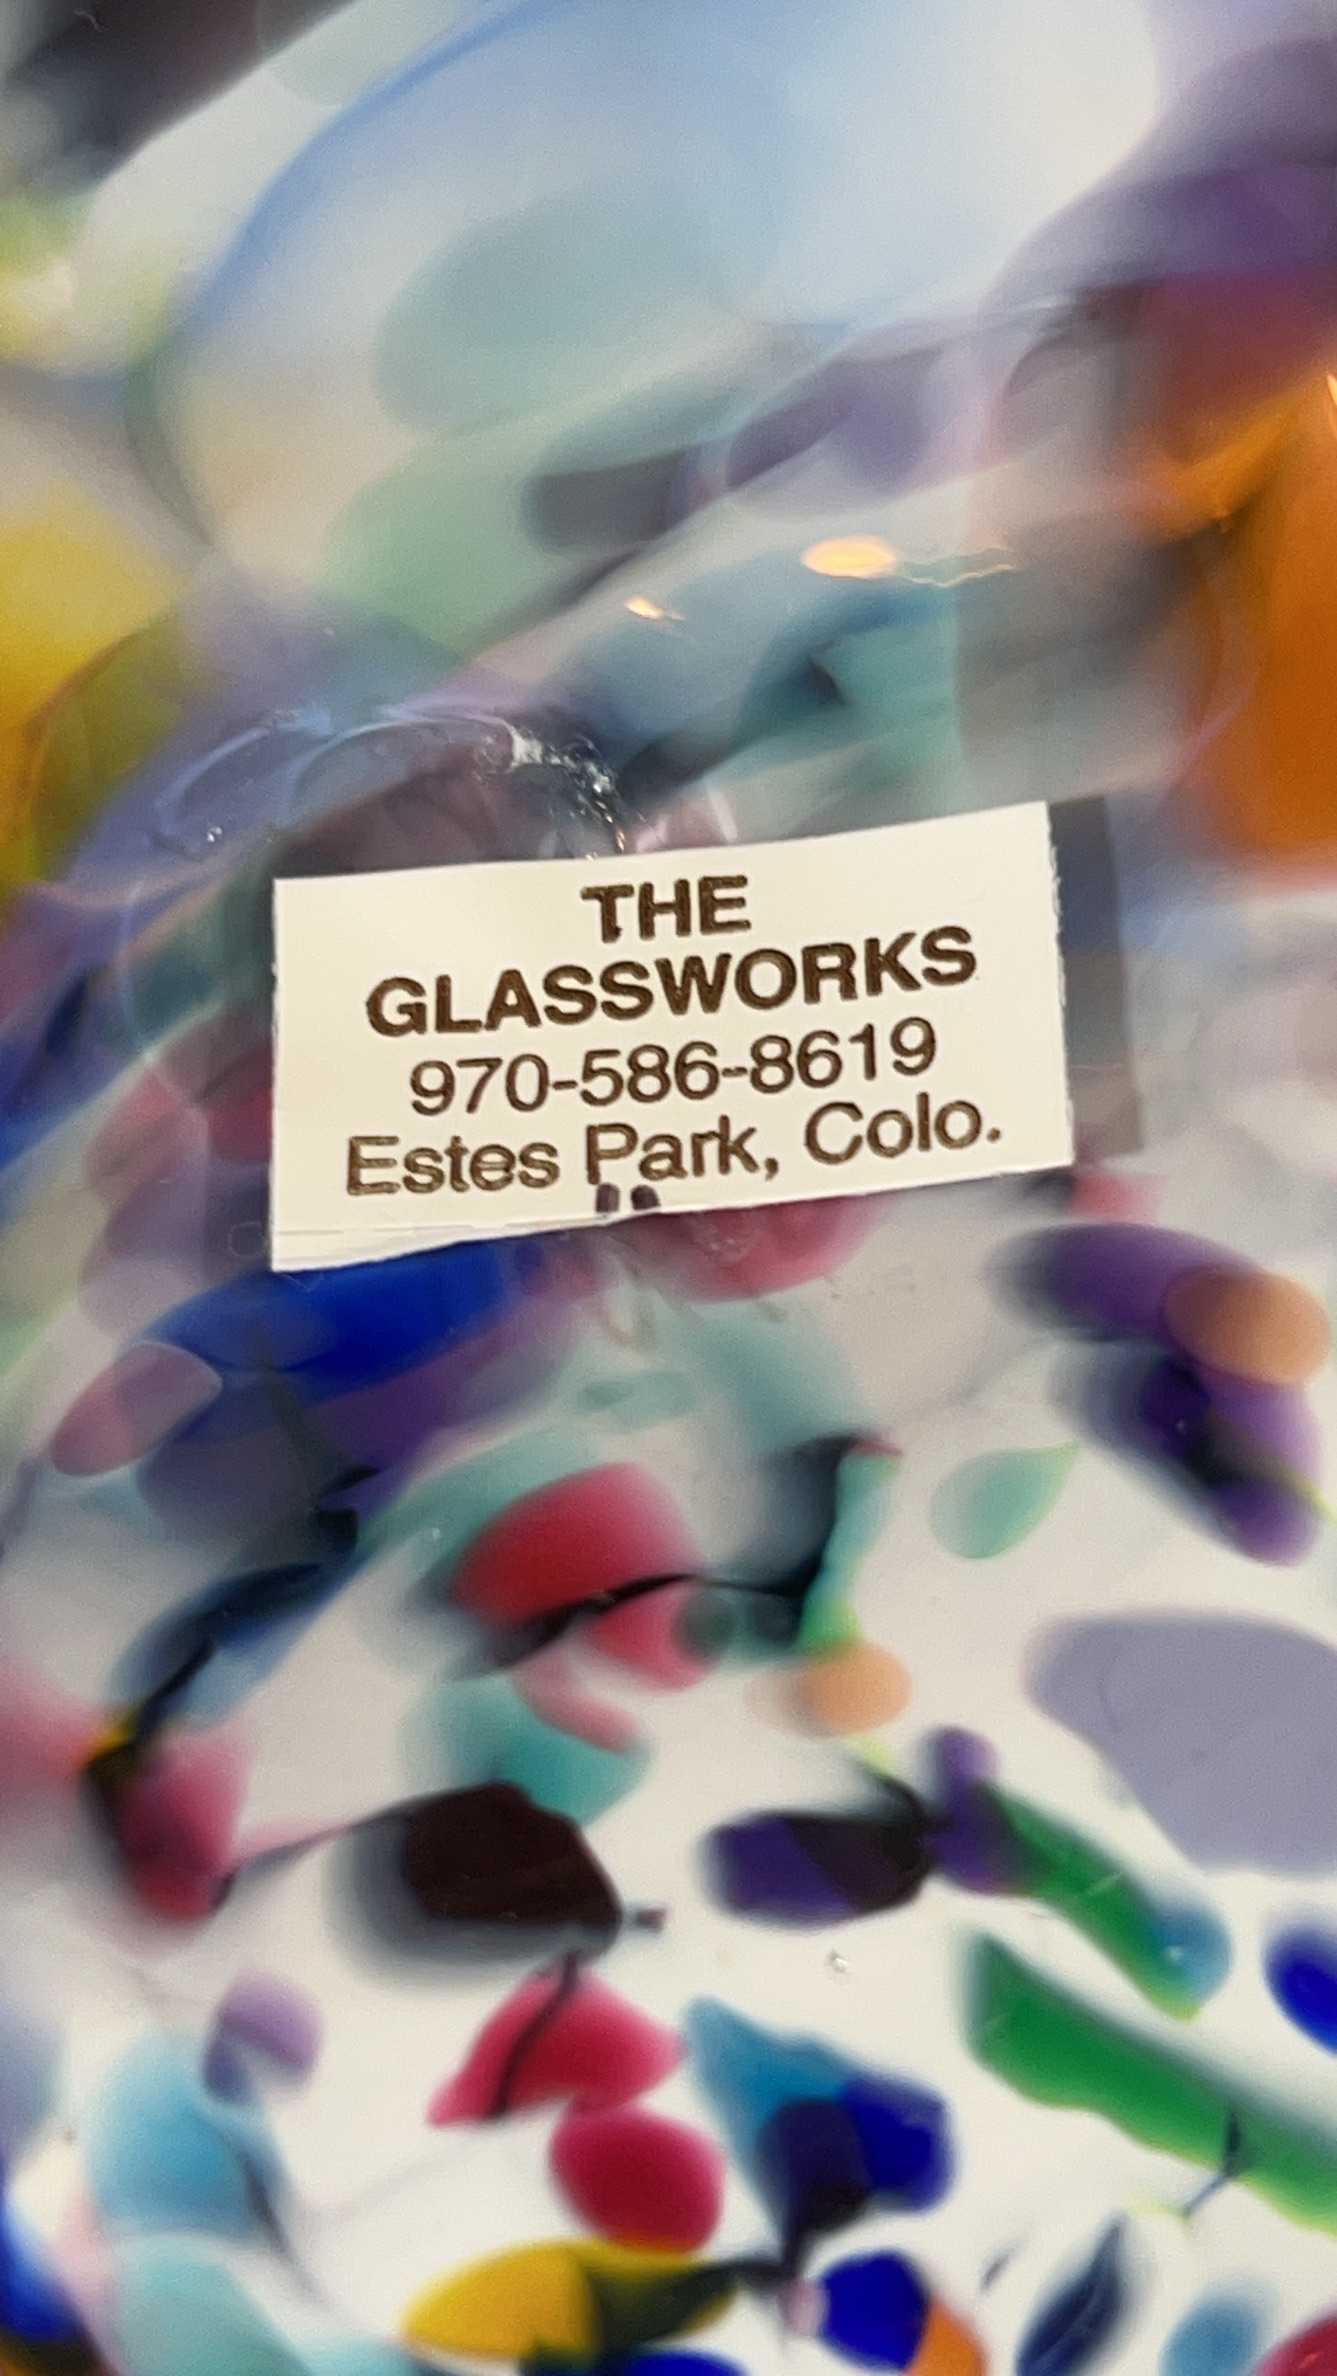 THE
GLASSWORKS
970-586-8619
Estes Park, Colo.